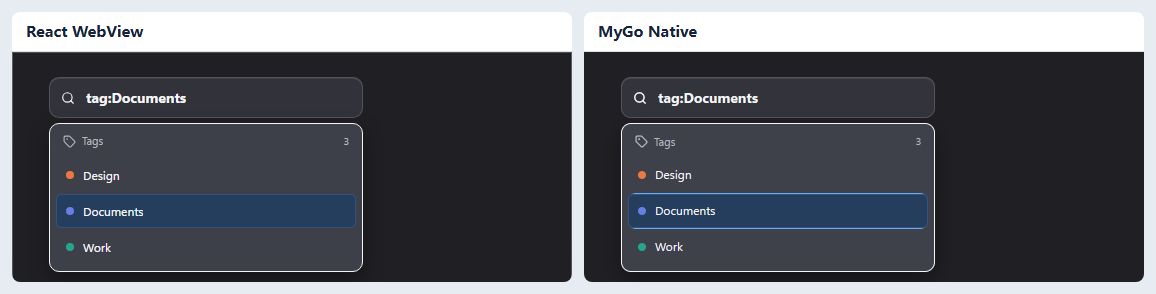 React WebView
tag:Documents
Tags 3
Design
Documents
Work
MyGo Native
tag:Documents
Tags 3
Design
Documents
Work